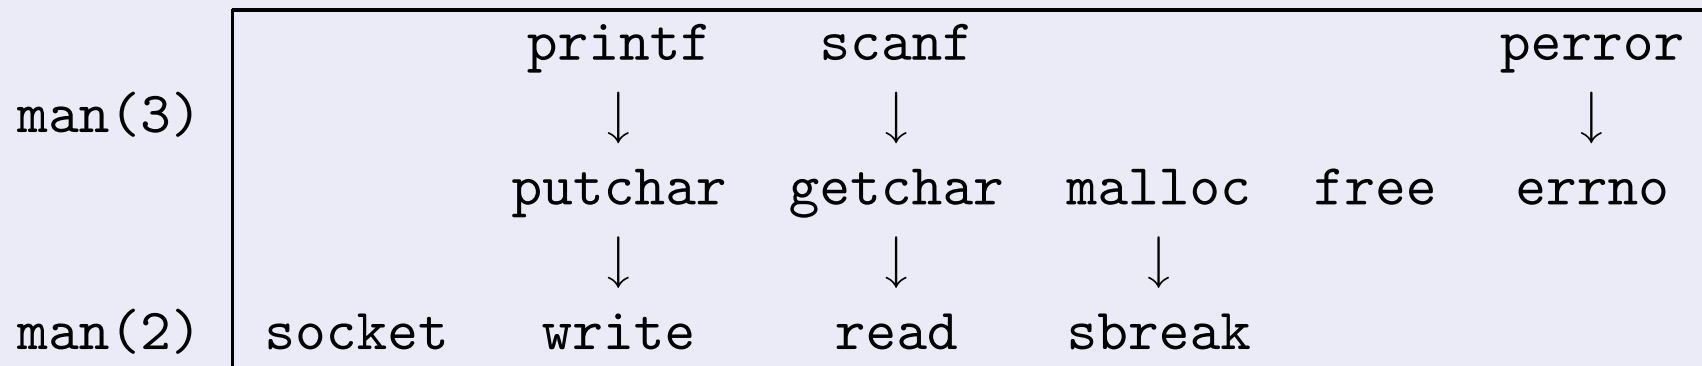 printf scanf perror
man(3) ↓ ↓ ↓
putchar getchar malloc free errno
↓ ↓ ↓
man(2) socket write read sbreak